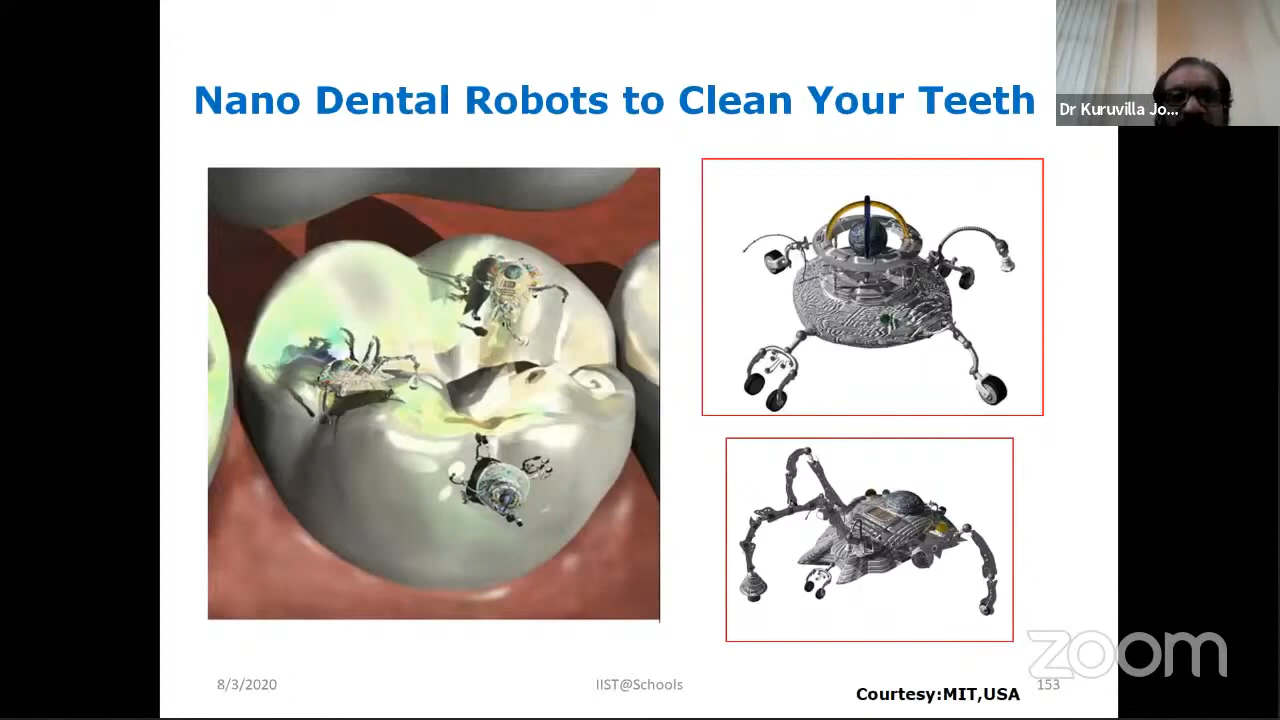 Nano Dental Robots to Clean Your Teeth
Dr Kuruvilla Jo...
8/3/2020
IIST@Schools
Courtesy:MIT,USA
153
zoom